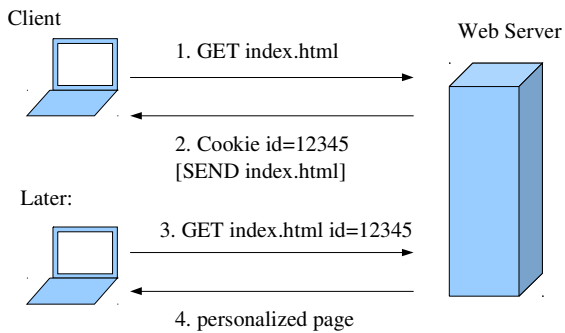 Client
Web Server
1. GET index.html
2. Cookie id=12345
[SEND index.html]
Later:
3. GET index.html id=12345
4. personalized page